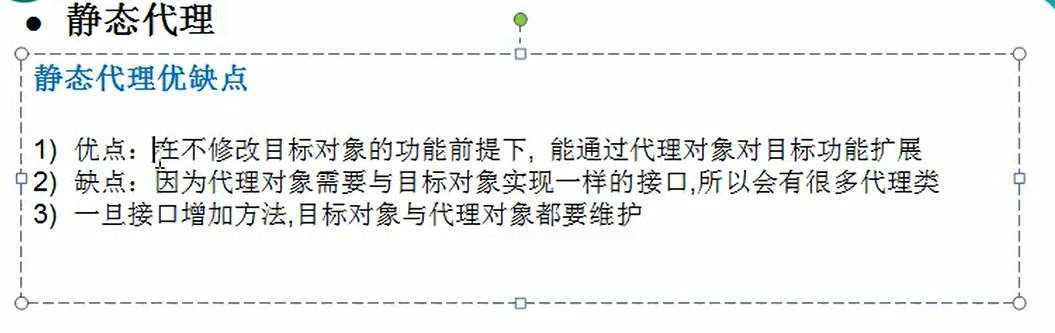 ● 静态代理
静态代理优缺点
1) 优点：在不修改目标对象的功能前提下, 能通过代理对象对目标功能扩展
2) 缺点：因为代理对象需要与目标对象实现一样的接口,所以会有很多代理类
3) 一旦接口增加方法,目标对象与代理对象都要维护